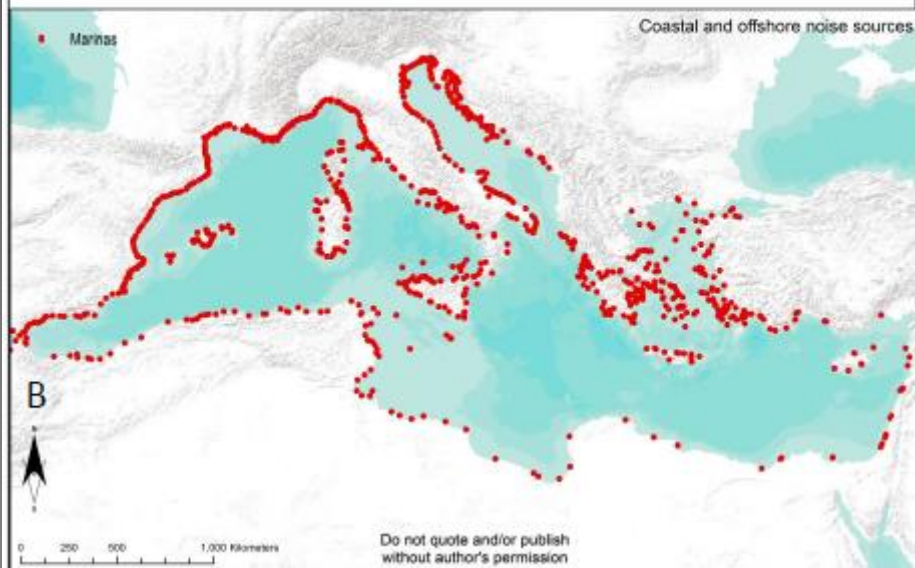 Coastal and offshore noise sources
Marinas
B
0 250 500 1,000 Kilometers
Do not quote and/or publish
without author's permission